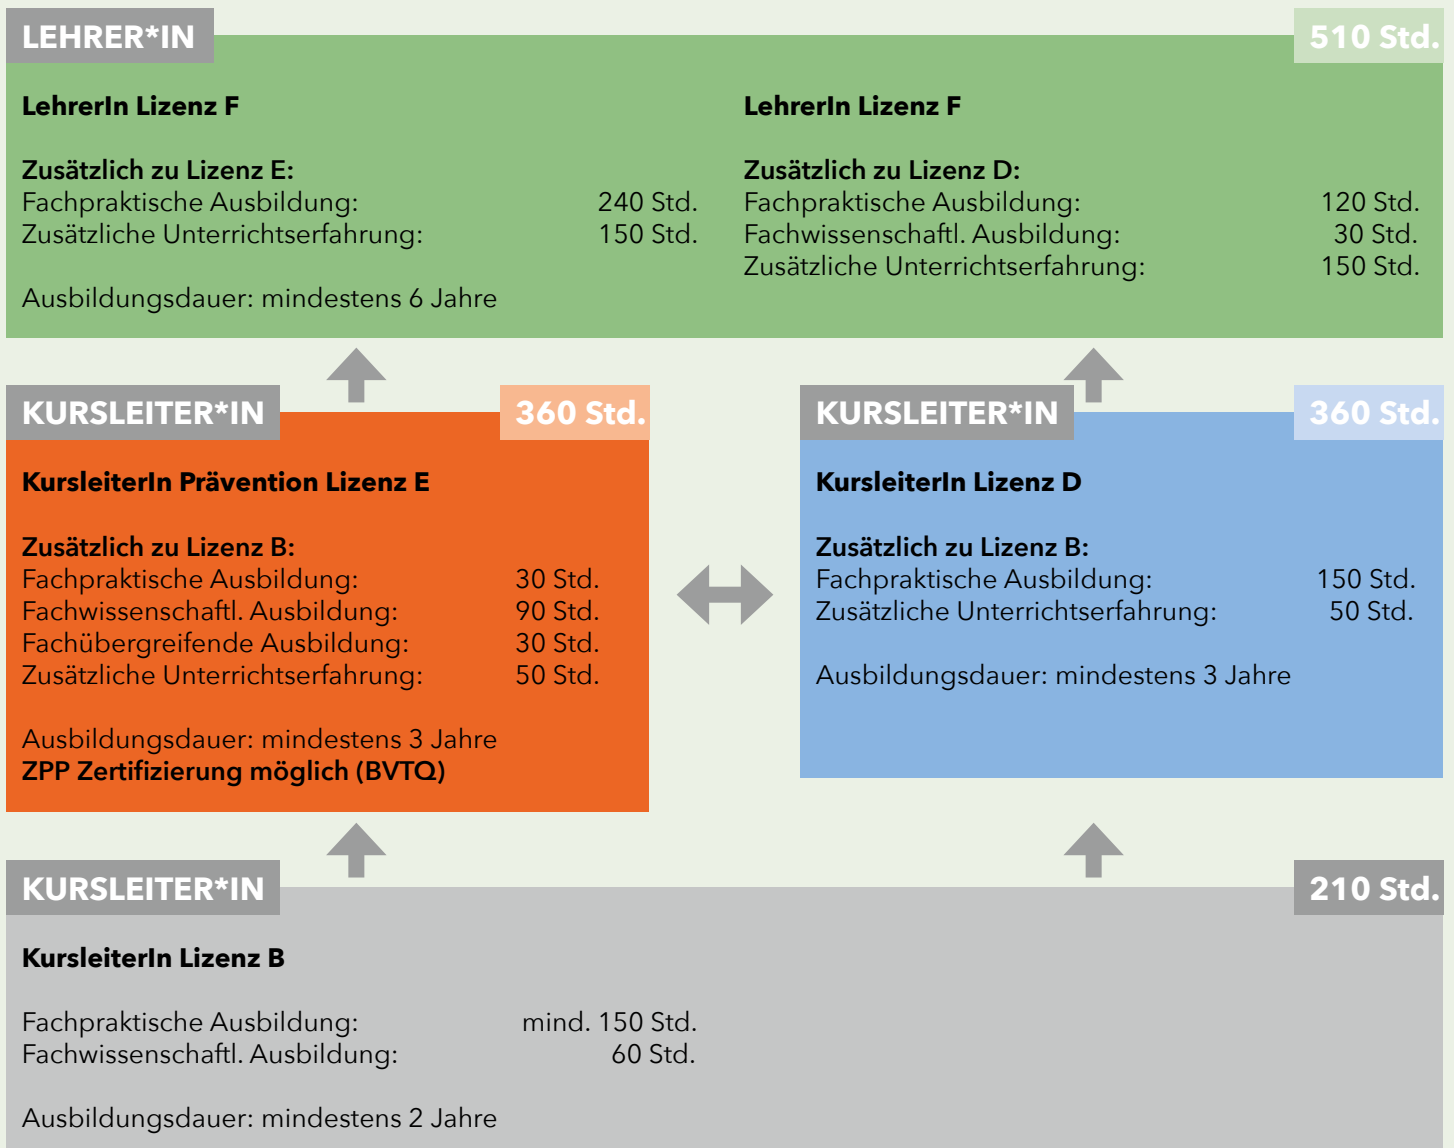 LEHRER*IN 510 Std.
LehrerIn Lizenz F
Zusätzlich zu Lizenz E:
Fachpraktische Ausbildung: 240 Std.
Zusätzliche Unterrichtserfahrung: 150 Std.
Ausbildungsdauer: mindestens 6 Jahre
LehrerIn Lizenz F
Zusätzlich zu Lizenz D:
Fachpraktische Ausbildung: 120 Std.
Fachwissenschaftl. Ausbildung: 30 Std.
Zusätzliche Unterrichtserfahrung: 150 Std.
KURSLEITER*IN 360 Std.
KursleiterIn Prävention Lizenz E
Zusätzlich zu Lizenz B:
Fachpraktische Ausbildung: 30 Std.
Fachwissenschaftl. Ausbildung: 90 Std.
Fachübergreifende Ausbildung: 30 Std.
Zusätzliche Unterrichtserfahrung: 50 Std.
Ausbildungsdauer: mindestens 3 Jahre
ZPP Zertifizierung möglich (BVTQ)
KURSLEITER*IN 360 Std.
KursleiterIn Lizenz D
Zusätzlich zu Lizenz B:
Fachpraktische Ausbildung: 150 Std.
Zusätzliche Unterrichtserfahrung: 50 Std.
Ausbildungsdauer: mindestens 3 Jahre
KURSLEITER*IN 210 Std.
KursleiterIn Lizenz B
Fachpraktische Ausbildung: mind. 150 Std.
Fachwissenschaftl. Ausbildung: 60 Std.
Ausbildungsdauer: mindestens 2 Jahre